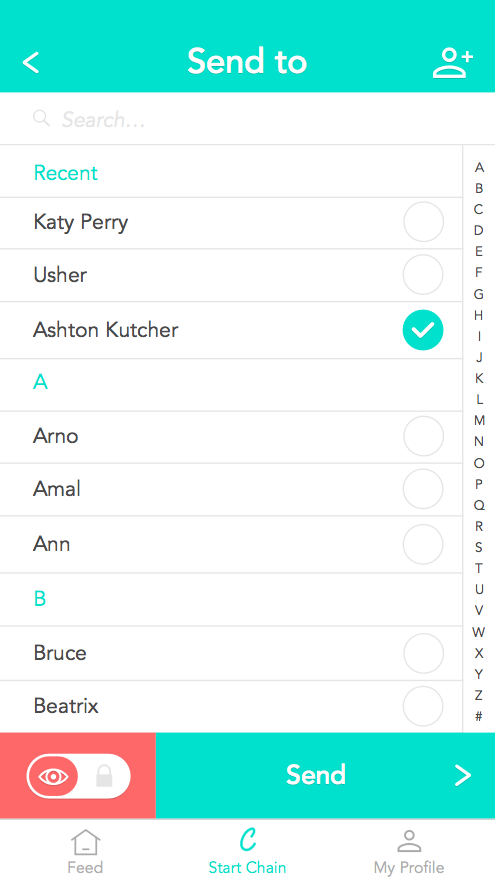 Send to
Search...
Recent
Katy Perry
Usher
Ashton Kutcher
A
Arno
Amal
Ann
B
Bruce
Beatrix
A
B
C
D
E
F
G
H
I
J
K
L
M
N
O
P
Q
R
S
T
U
V
W
X
Y
Z
#
Send
C
Feed
Start Chain
My Profile